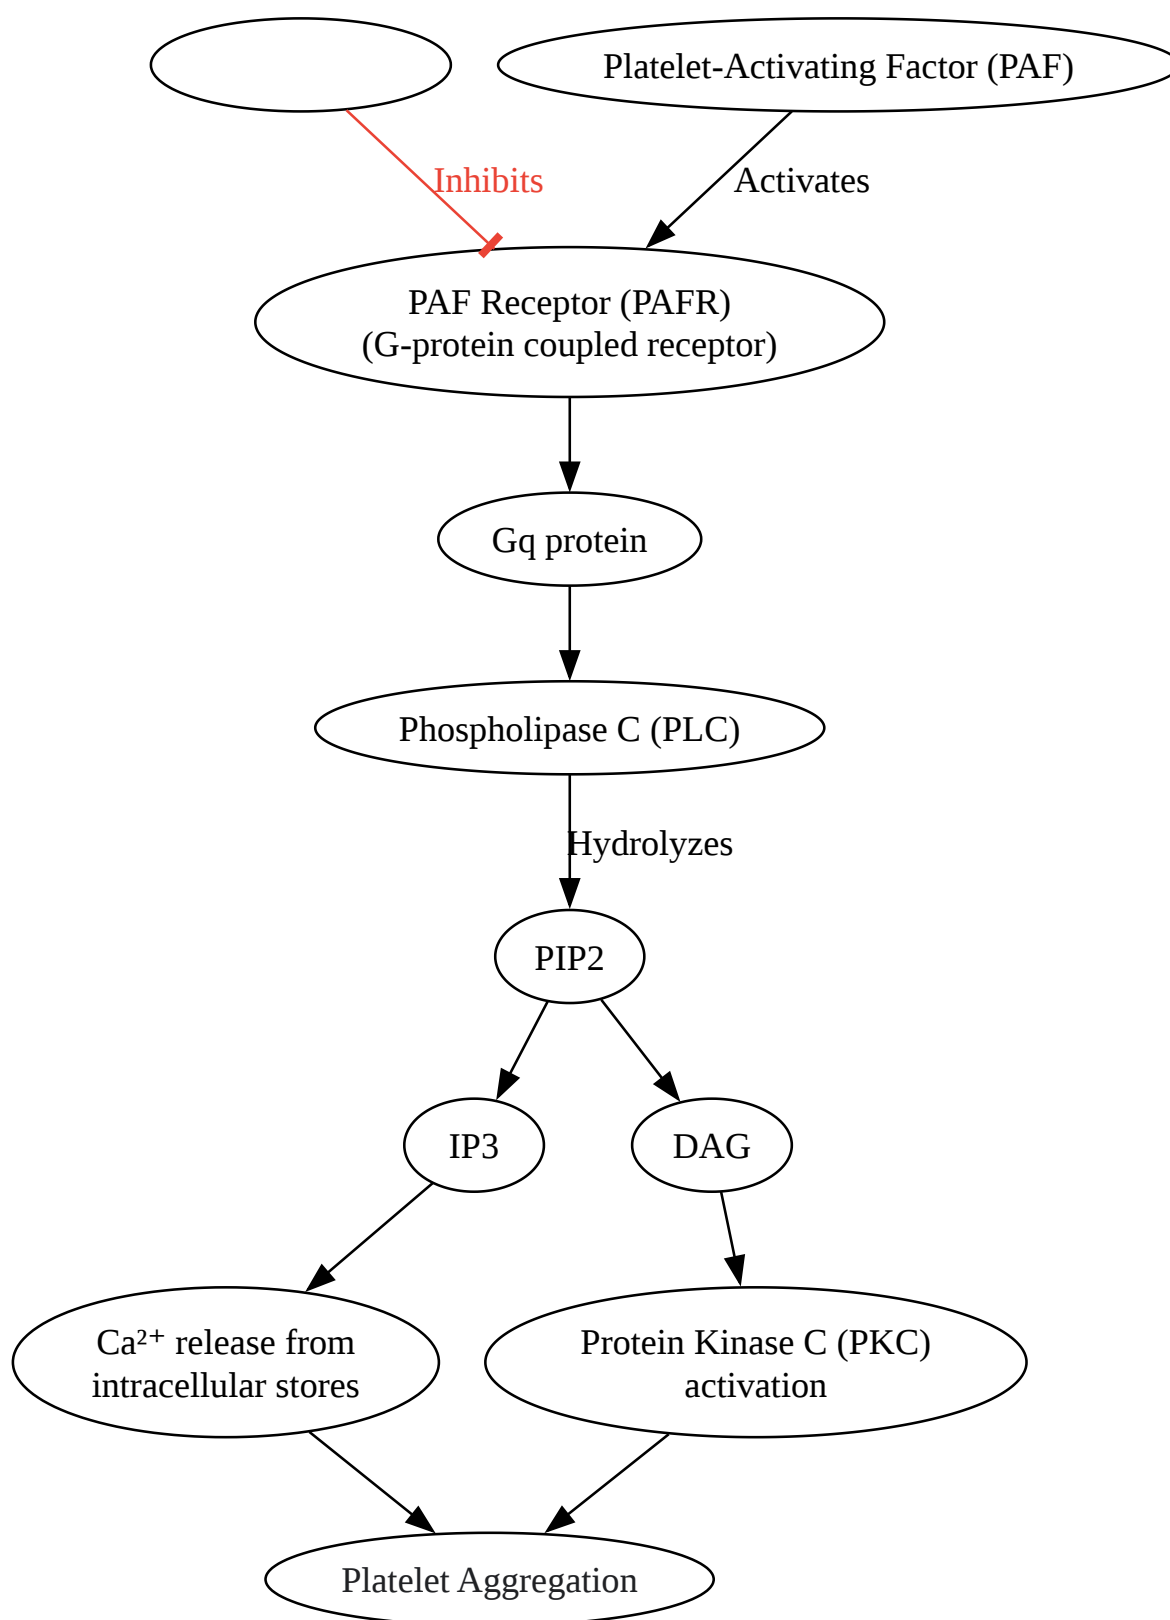 Platelet-Activating Factor (PAF)
Inhibits
Activates
PAF Receptor (PAFR)
(G-protein coupled receptor)
Gq protein
Phospholipase C (PLC)
Hydrolyzes
PIP2
IP3
DAG
Ca²⁺ release from
intracellular stores
Protein Kinase C (PKC)
activation
Platelet Aggregation